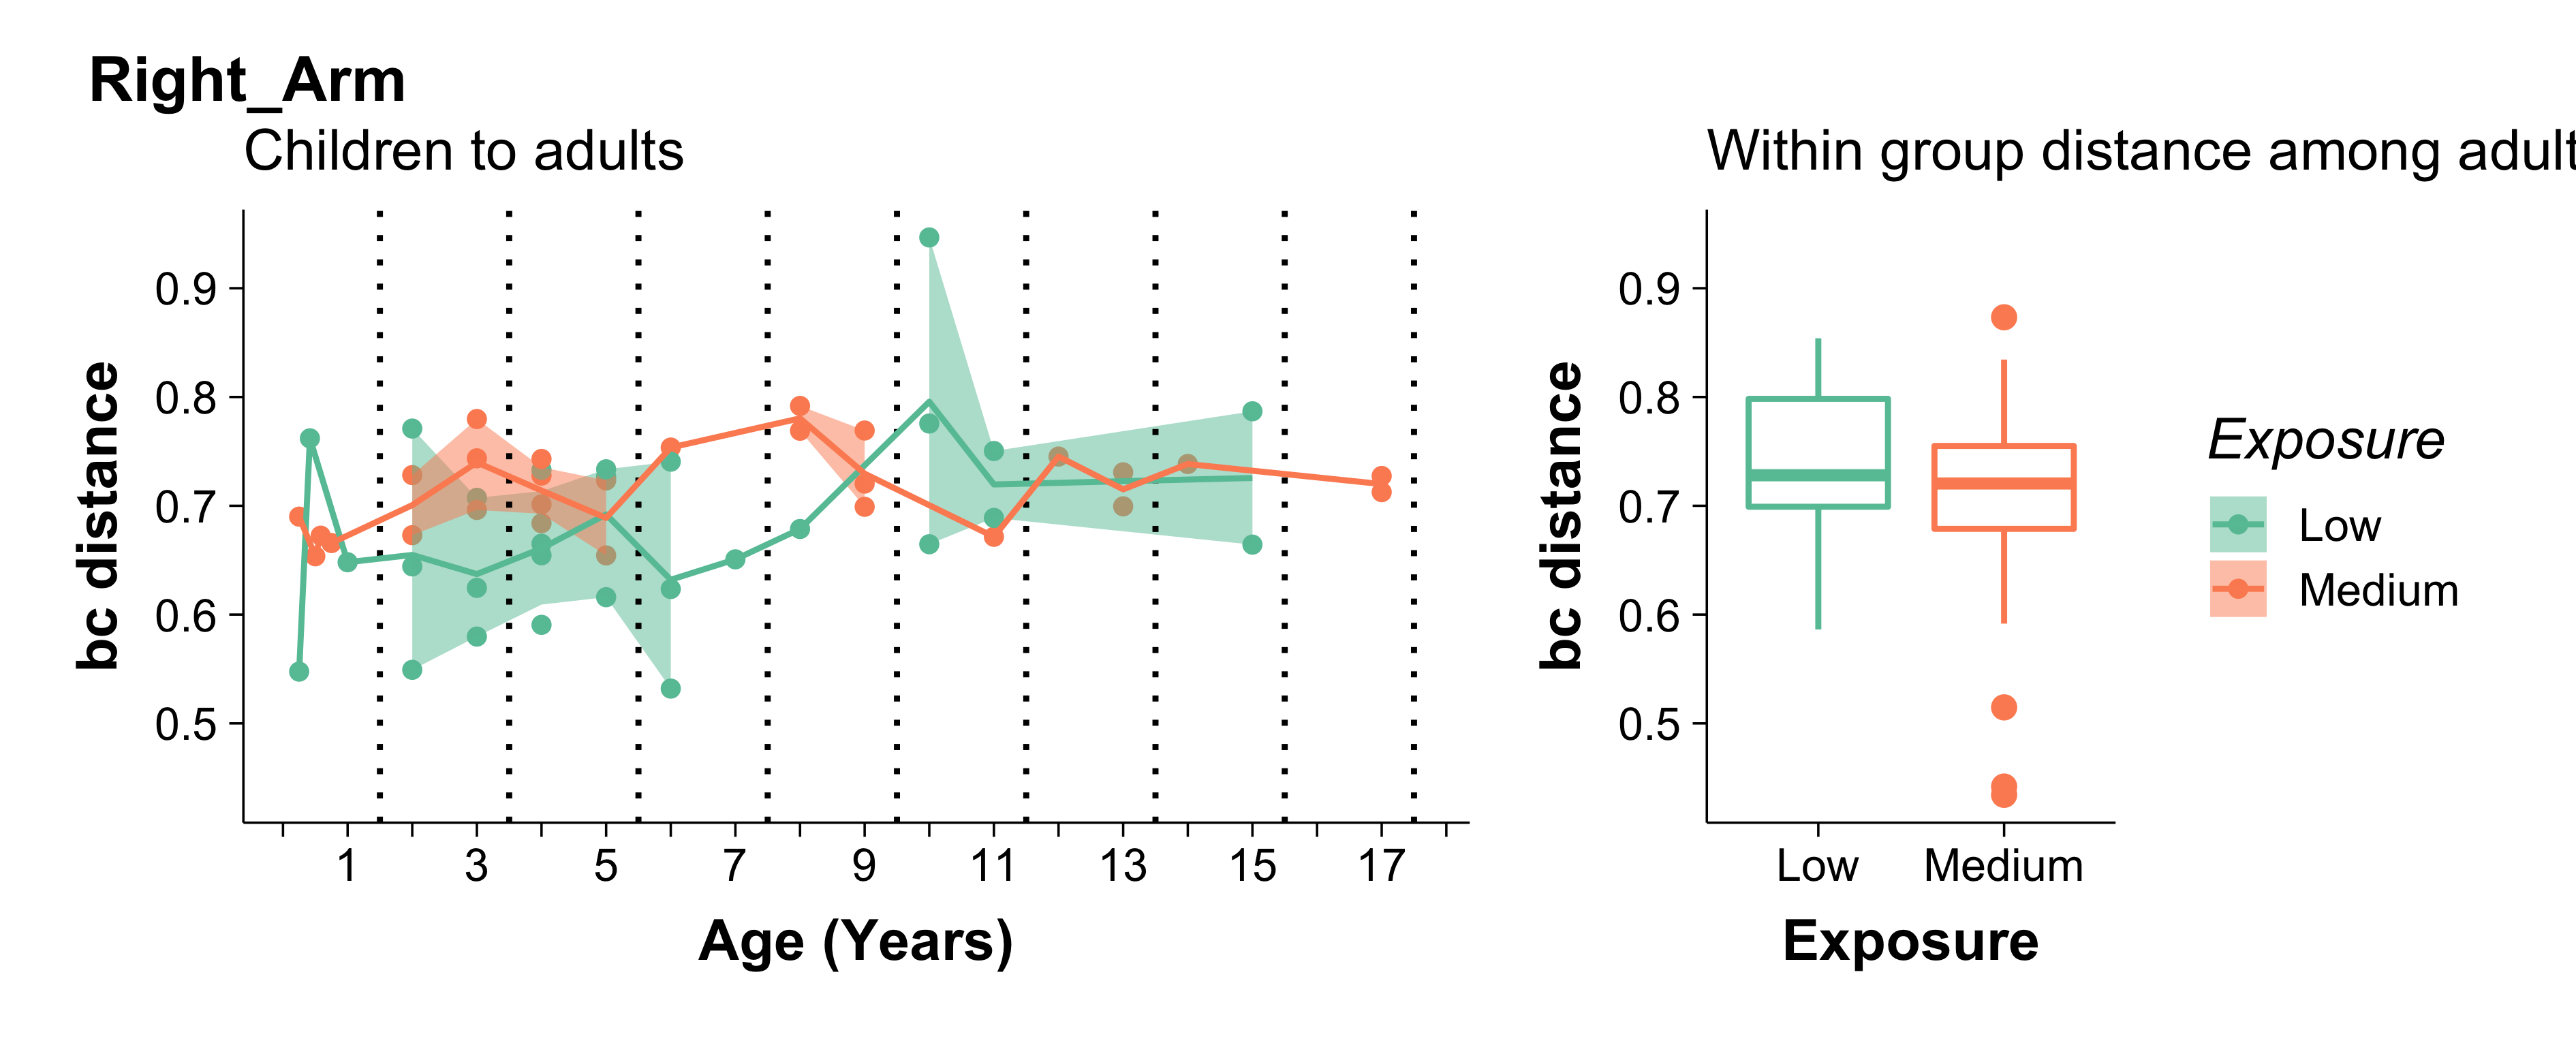 Right_Arm
Children to adults
bc distance
0.9
0.8
0.7
0.6
0.5
1 3 5 7 9 11 13 15 17
Age (Years)
Within group distance among adult
bc distance
0.9
0.8
0.7
0.6
0.5
Low Medium
Exposure
Exposure
Low
Medium